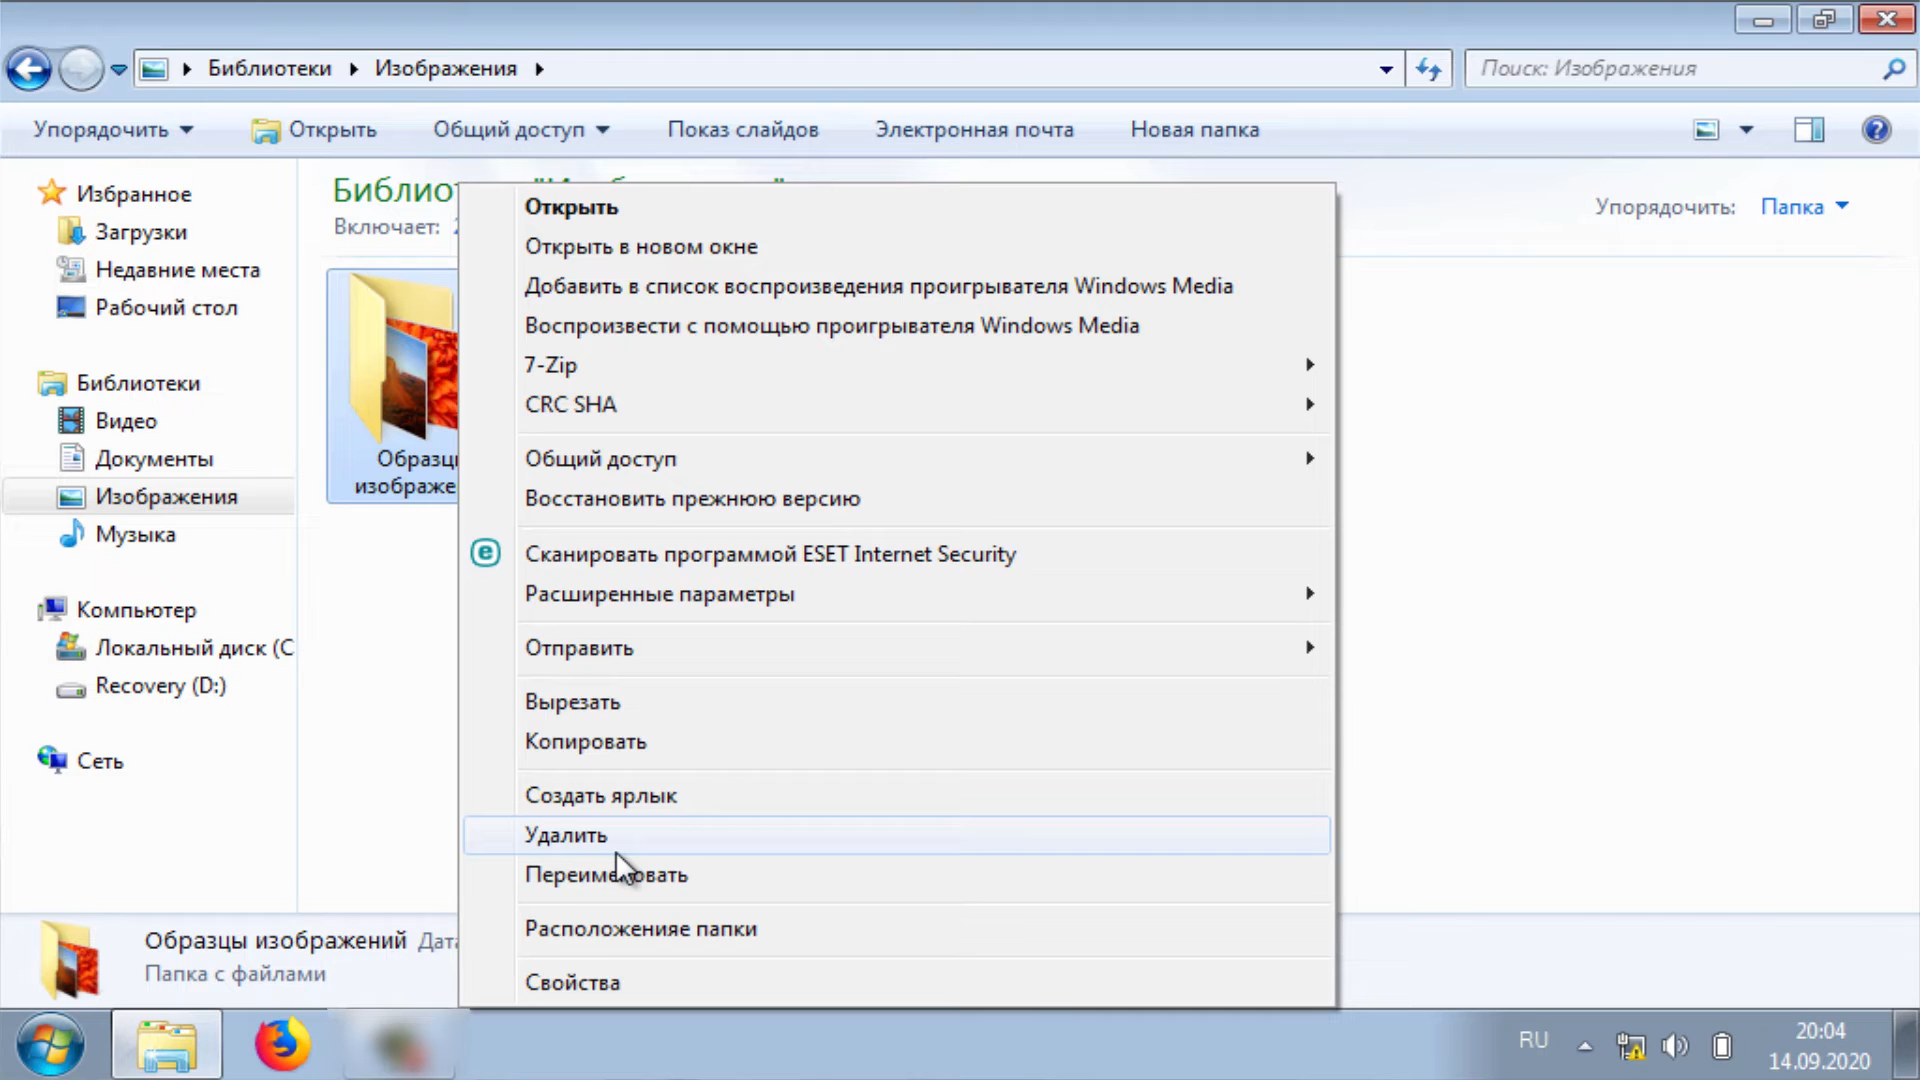 Библиотеки
Изображения
Поиск: Изображения
Упорядочить
Открыть
Общий доступ
Показ слайдов
Электронная почта
Новая папка
Избранное
Загрузки
Недавние места
Рабочий стол
Библиотеки
Видео
Документы
Изображения
Музыка
Компьютер
Локальный диск (C
Recovery (D:)
Сеть
Включает:
Упорядочить:
Папка
Образцы
изображе
Открыть
Открыть в новом окне
Добавить в список воспроизведения проигрывателя Windows Media
Воспроизвести с помощью проигрывателя Windows Media
7-Zip
CRC SHA
Общий доступ
Восстановить прежнюю версию
e
Сканировать программой ESET Internet Security
Расширенные параметры
Отправить
Вырезать
Копировать
Создать ярлык
Удалить
Переименовать
Расположенияе папки
Свойства
Образцы изображений Дата
Папка с файлами
RU
20:04
14.09.2020